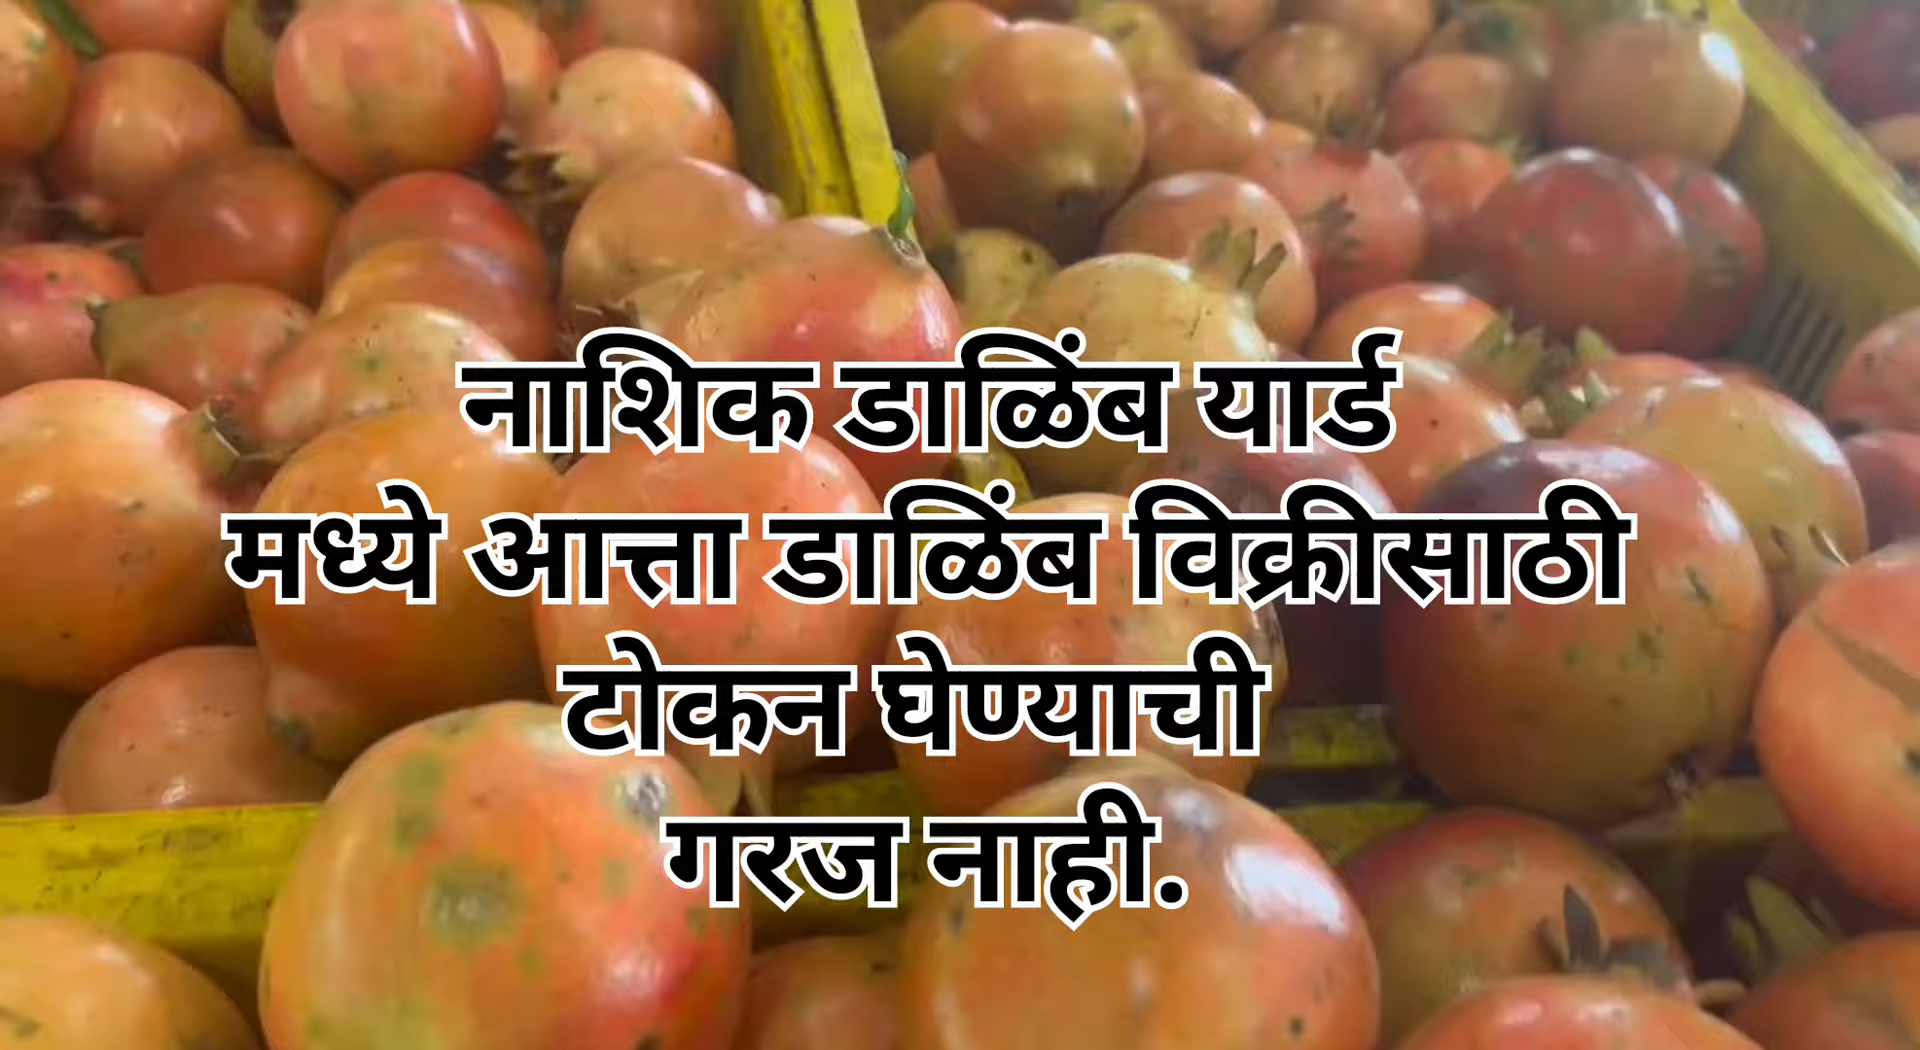 नाशिक डाळिंब यार्ड
मध्ये आत्ता डाळिंब विक्रीसाठी
टोकन घेण्याची
गरज नाही.